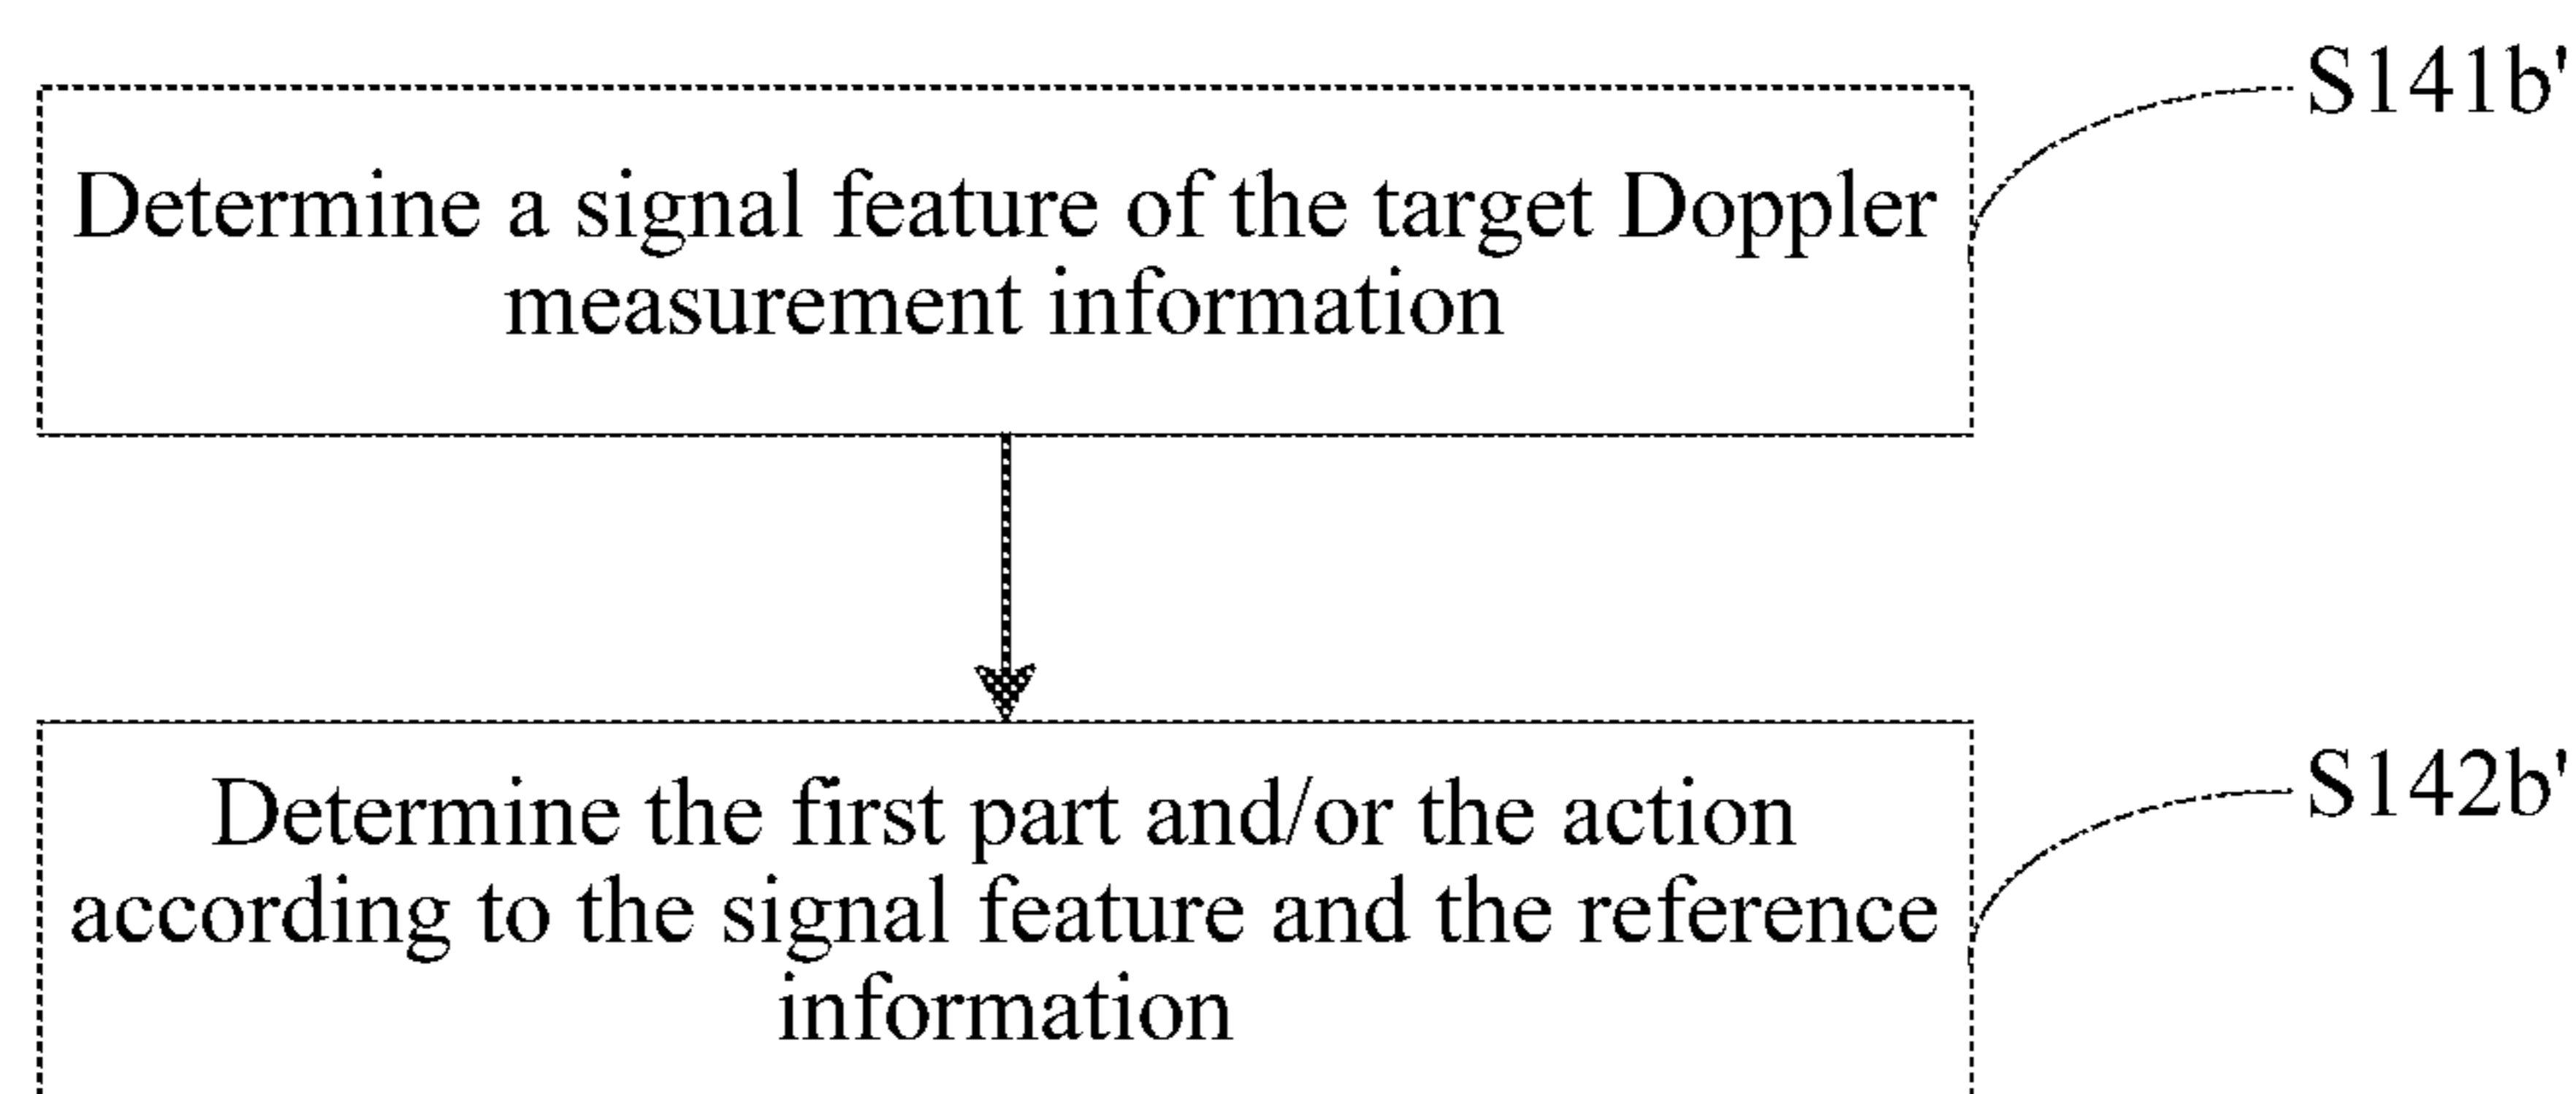 S141b'
Determine a signal feature of the target Doppler
measurement information
S142b'
Determine the first part and/or the action
according to the signal feature and the reference
information